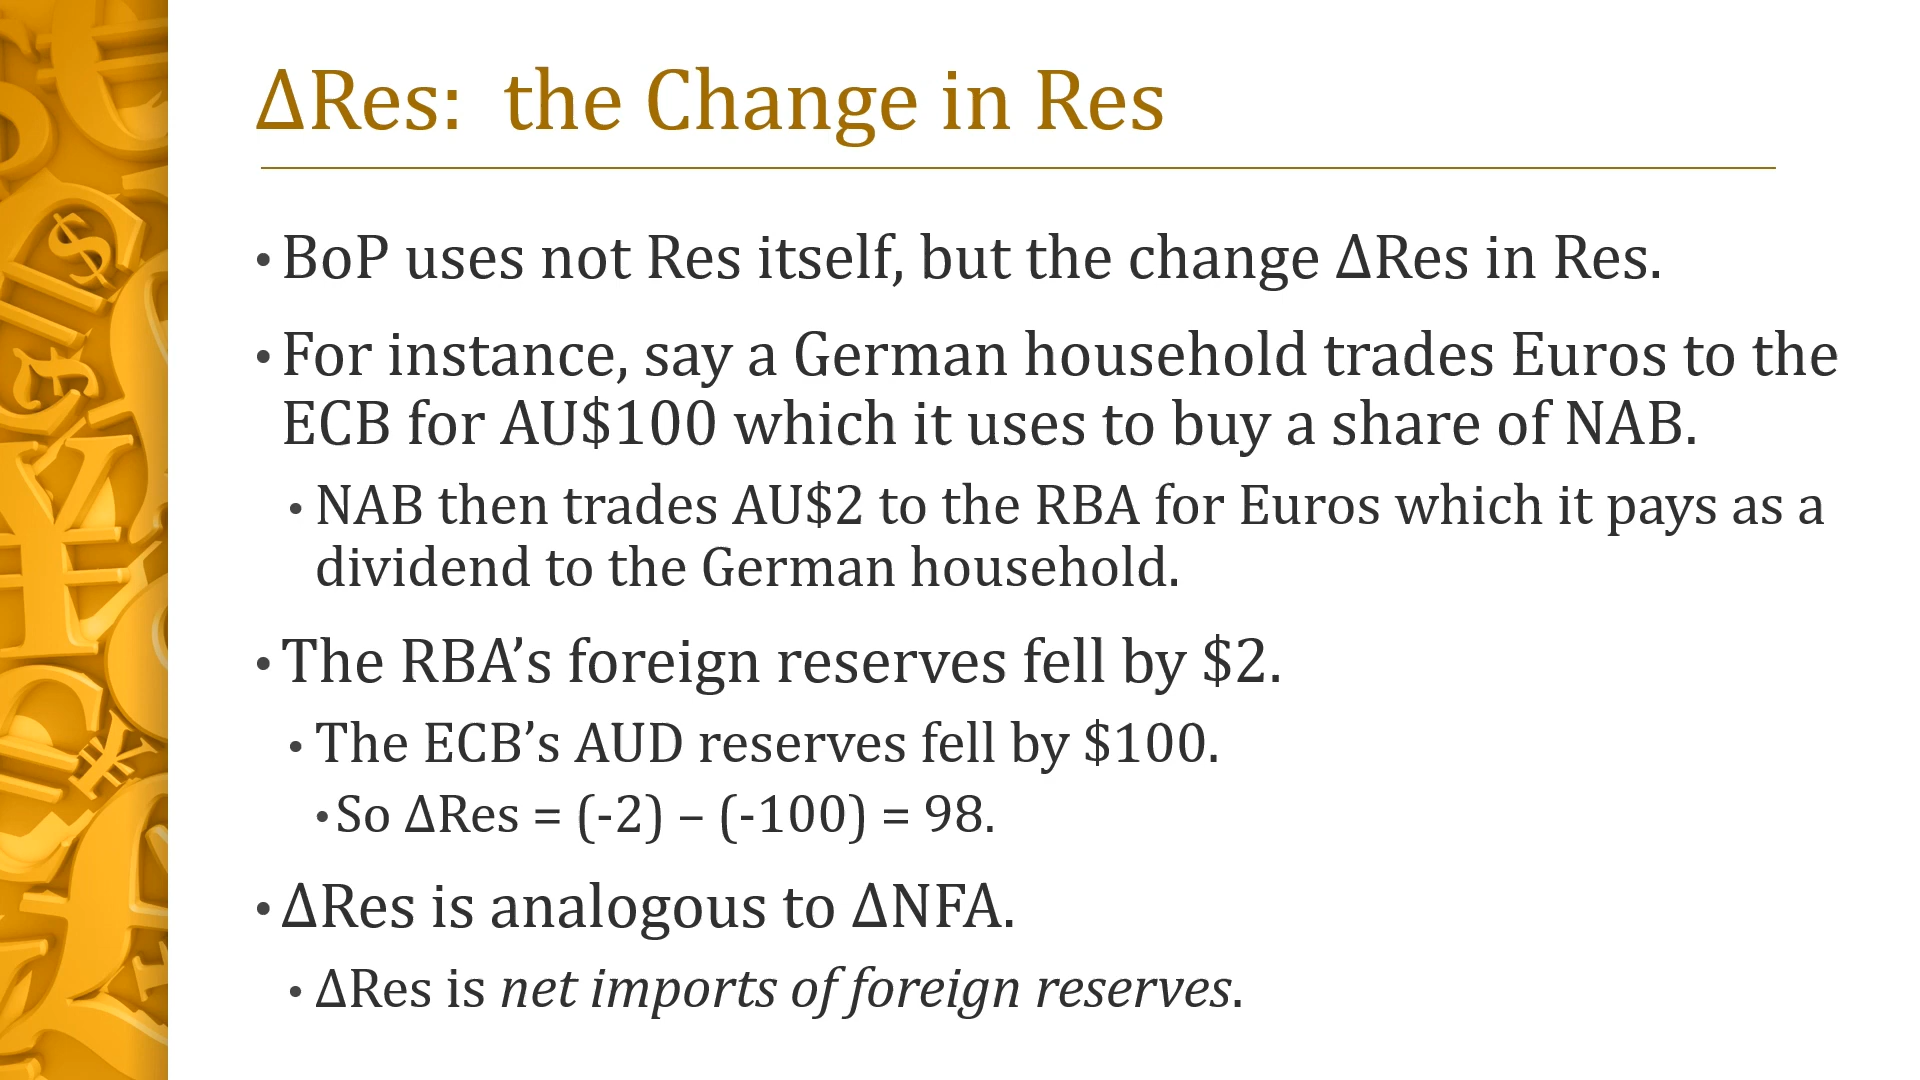 ΔRes:  the Change in Res
• BoP uses not Res itself, but the change ΔRes in Res.
• For instance, say a German household trades Euros to the
ECB for AU$100 which it uses to buy a share of NAB.
• NAB then trades AU$2 to the RBA for Euros which it pays as a
dividend to the German household.
• The RBA’s foreign reserves fell by $2.
• The ECB’s AUD reserves fell by $100.
• So ΔRes = (-2) – (-100) = 98.
• ΔRes is analogous to ΔNFA.
• ΔRes is net imports of foreign reserves.